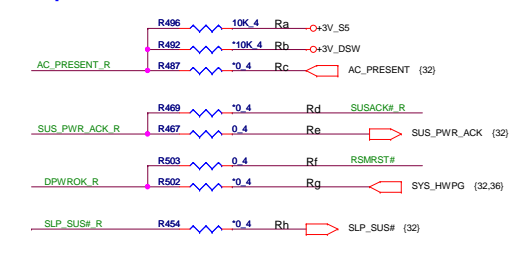 R496 10K_4 Ra +3V_S5
R492 *10K_4 Rb +3V_DSW
AC_PRESENT_R R487 *0_4 Rc AC_PRESENT {32}
R469 *0_4 Rd SUSACK#_R
SUS_PWR_ACK_R R467 0_4 Re SUS_PWR_ACK {32}
R503 0_4 Rf RSMRST#
DPWROK_R R502 *0_4 Rg SYS_HWPG {32,36}
SLP_SUS#_R R454 *0_4 Rh SLP_SUS# {32}